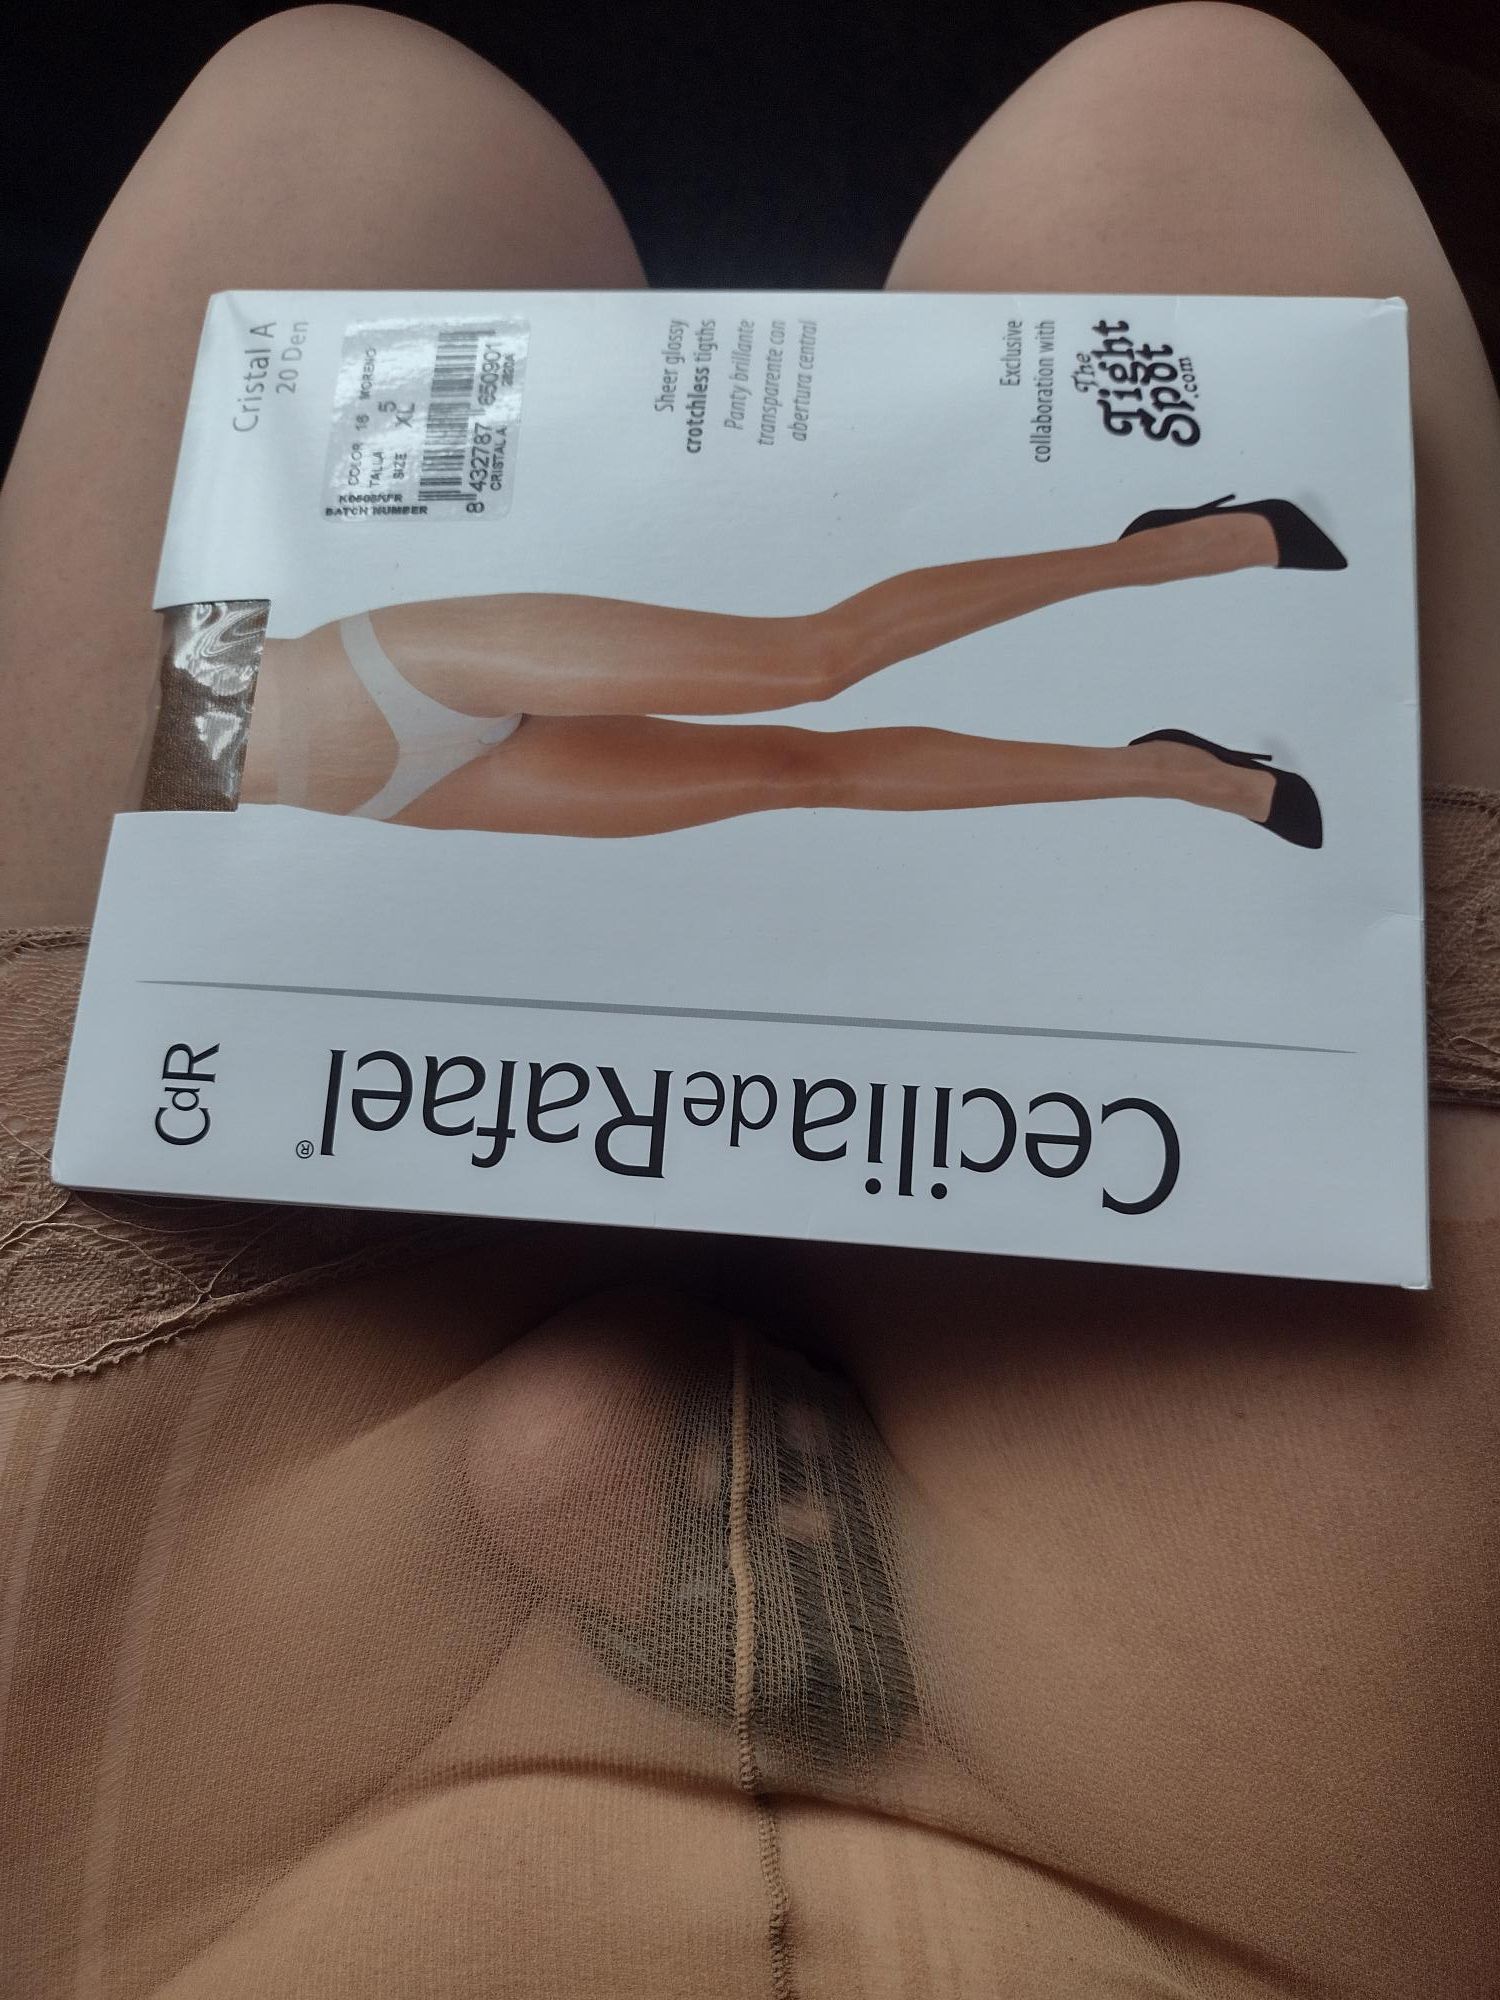 Cristal A
20 Den
COLOR 16 MORENO
TALLA 5
SIZE XL
BATCH NUMBER
8 432787 650901
CRISTAL A
Sheer glossy
crotchless tigths
Panty brillante
transparente con
abertura central
Exclusive
collaboration with
The
Tight
Spot
.com
CdR
CeciliadeRafael®